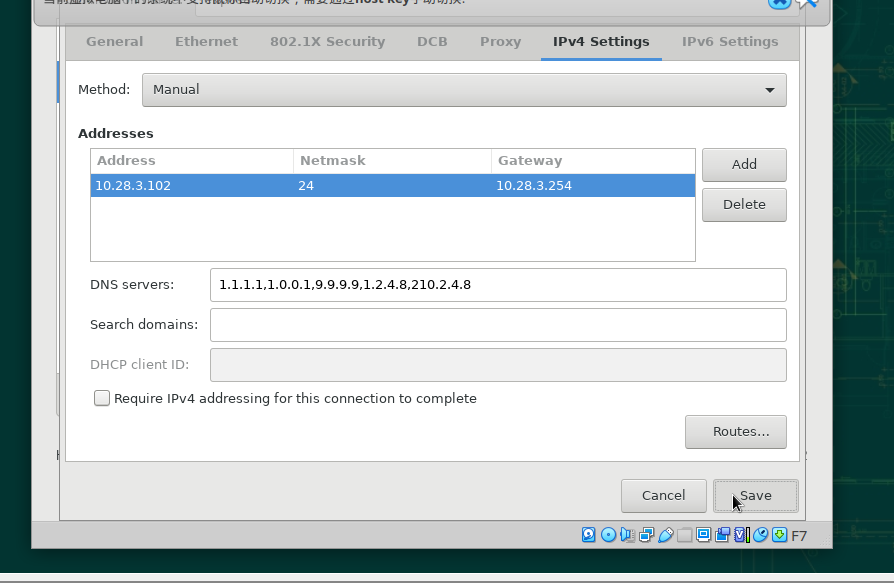 host key
General Ethernet 802.1X Security DCB Proxy IPv4 Settings IPv6 Settings
Method: Manual
Addresses
Address Netmask Gateway
10.28.3.102 24 10.28.3.254
Add
Delete
DNS servers: 1.1.1.1,1.0.0.1,9.9.9.9,1.2.4.8,210.2.4.8
Search domains:
DHCP client ID:
Require IPv4 addressing for this connection to complete
Routes...
Cancel Save
F7